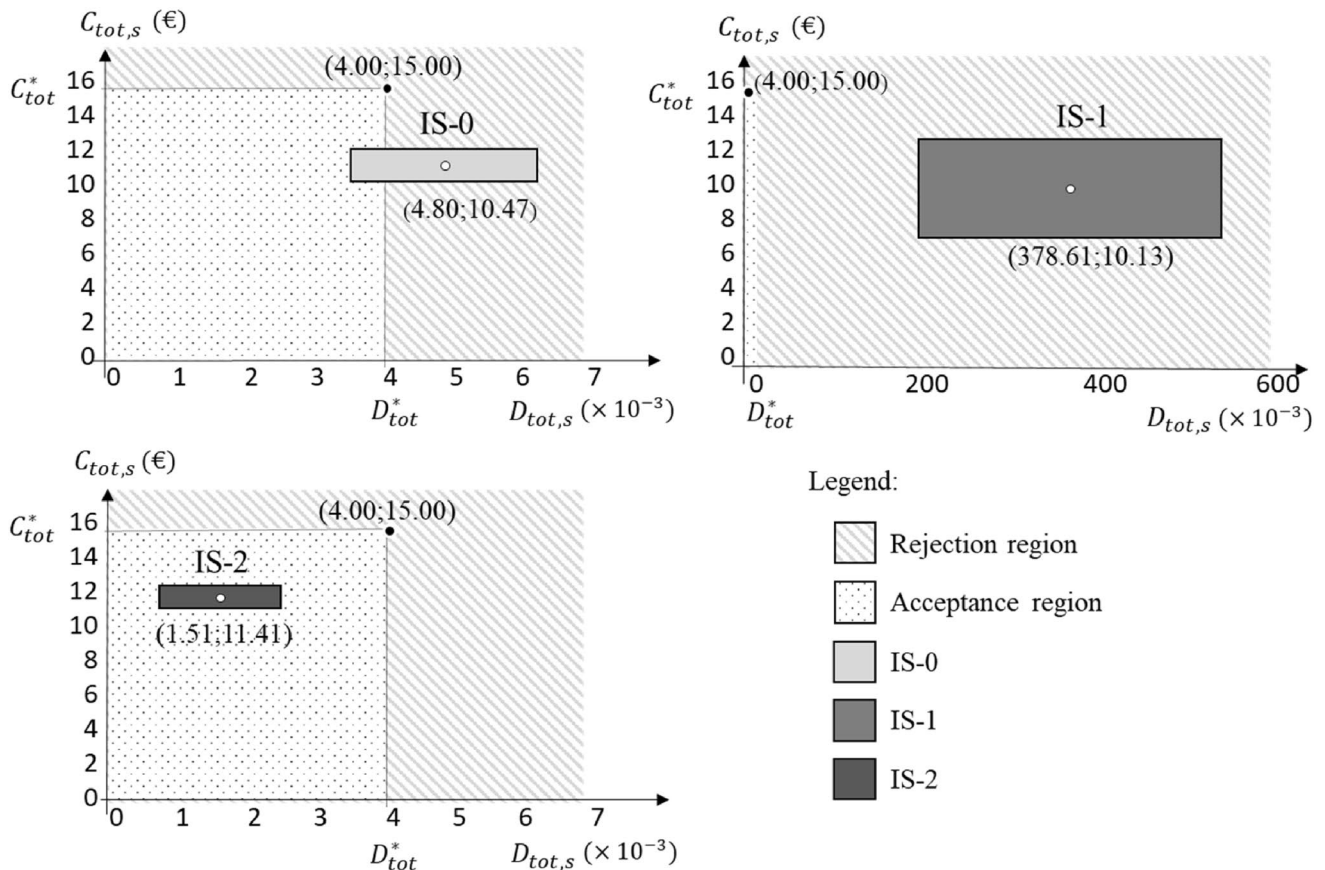 C_{tot,s} (€)
16
C^*_{tot}
14
12
10
8
6
4
2
0
(4.00;15.00)
IS-0
(4.80;10.47)
0 1 2 3 4 5 6 7
D^*_{tot} D_{tot,s} (× 10^{-3})
C_{tot,s} (€)
16
C^*_{tot}
14
12
10
8
6
4
2
0
(4.00;15.00)
IS-1
(378.61;10.13)
0 200 400 600
D^*_{tot} D_{tot,s} (× 10^{-3})
C_{tot,s} (€)
C^*_{tot} 16
14
12
10
8
6
4
2
0
(4.00;15.00)
IS-2
(1.51;11.41)
0 1 2 3 4 5 6 7
D^*_{tot} D_{tot,s} (× 10^{-3})
Legend:
Rejection region
Acceptance region
IS-0
IS-1
IS-2